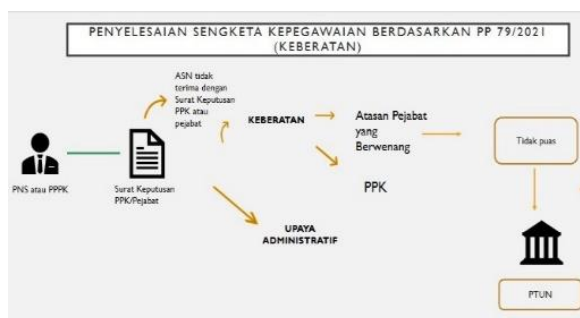 PENYELESAIAN SENGKETA KEPEGAWAIAN BERDASARKAN PP 79/2021
(KEBERATAN)
ASN tidak
terima dengan
Surat Keputusan
PPK atau
pejabat
KEBERATAN
Atasan Pejabat
yang
Berwenang
Tidak puas
PNS atau PPPK
Surat Keputusan
PPK/Pejabat
PPK
UPAYA
ADMINISTRATIF
PTUN